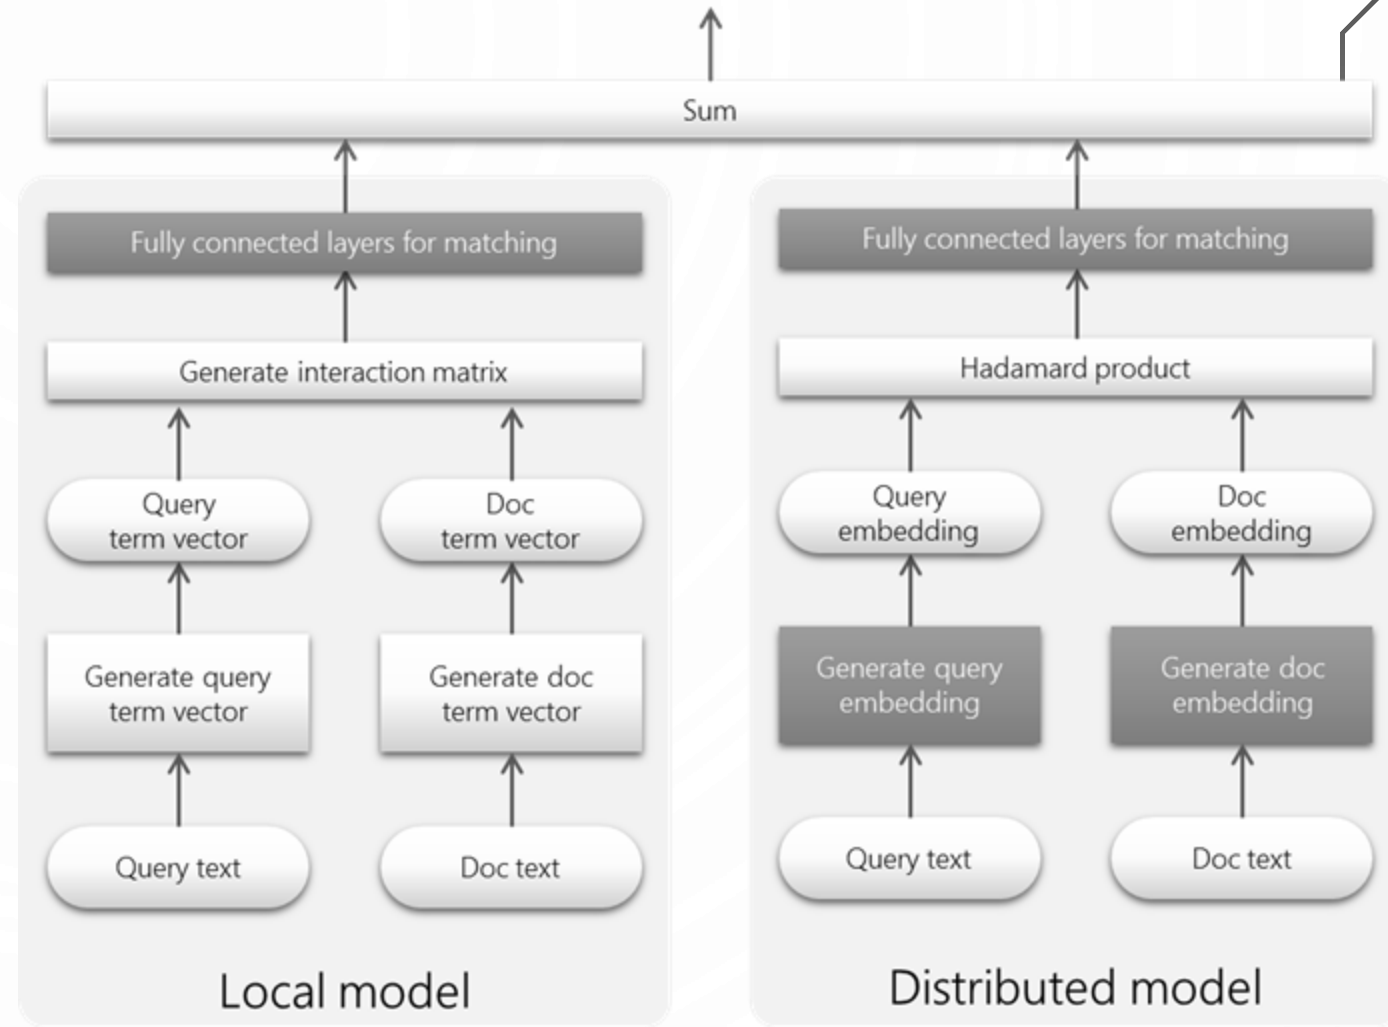 Sum
Fully connected layers for matching
Generate interaction matrix
Query
term vector
Doc
term vector
Generate query
term vector
Generate doc
term vector
Query text
Doc text
Local model
Fully connected layers for matching
Hadamard product
Query
embedding
Doc
embedding
Generate query
embedding
Generate doc
embedding
Query text
Doc text
Distributed model